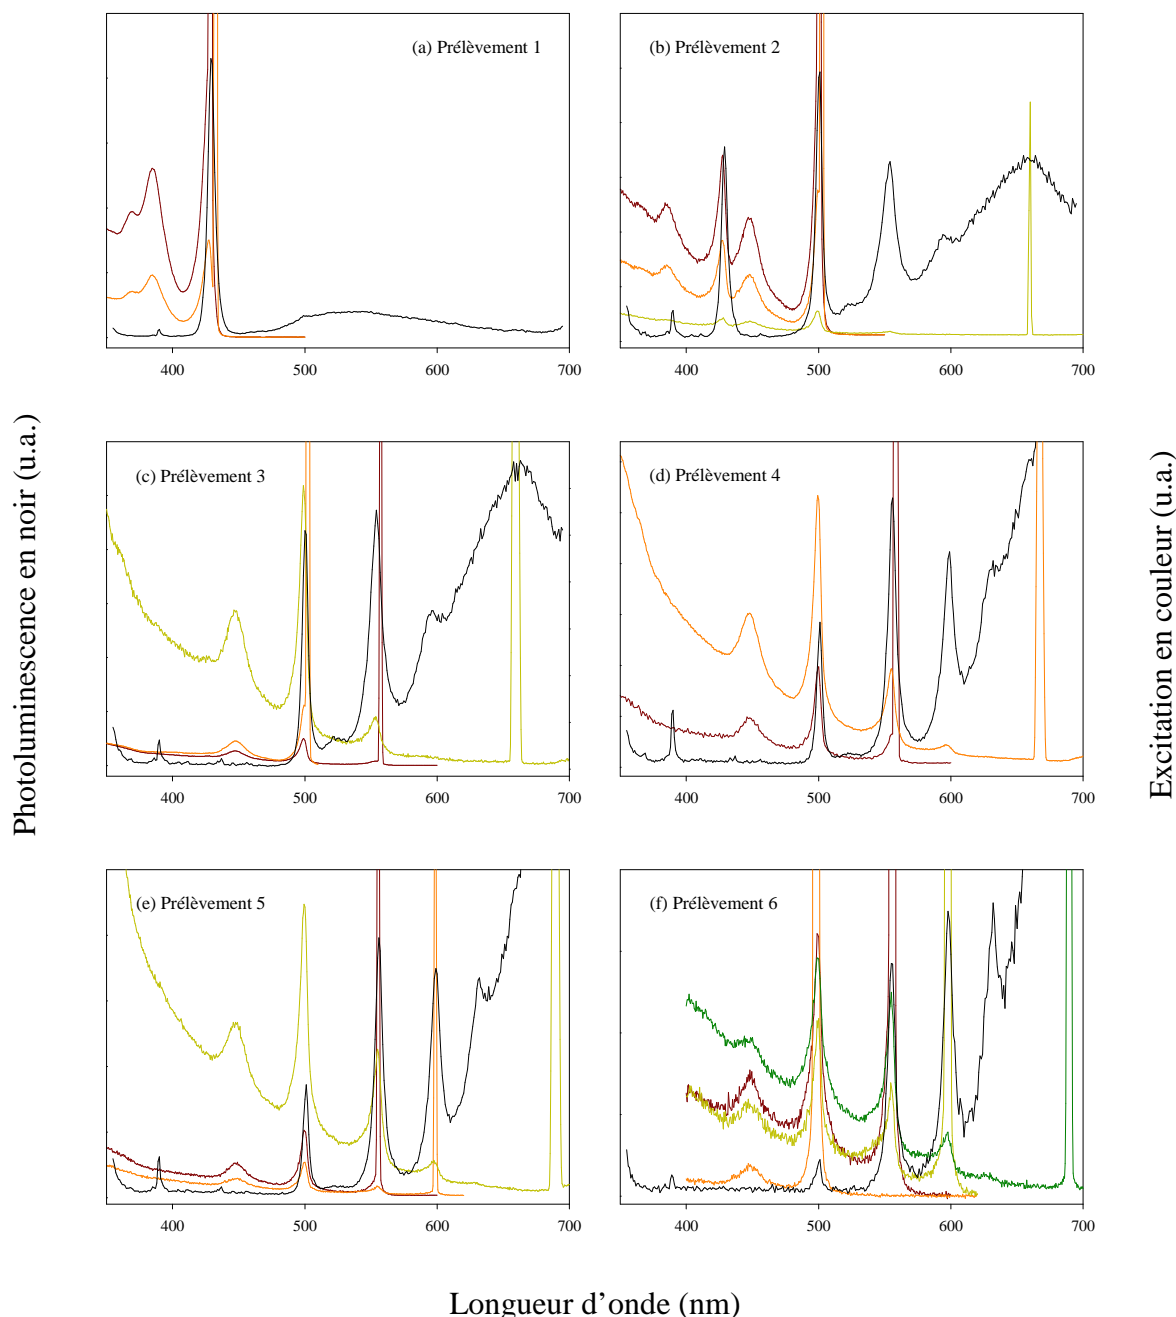 (a) Prélèvement 1
(b) Prélèvement 2
400 500 600 700
400 500 600 700
(c) Prélèvement 3
(d) Prélèvement 4
400 500 600 700
400 500 600 700
(e) Prélèvement 5
(f) Prélèvement 6
400 500 600 700
400 500 600 700
Photoluminescence en noir (u.a.)
Excitation en couleur (u.a.)
Longueur d’onde (nm)